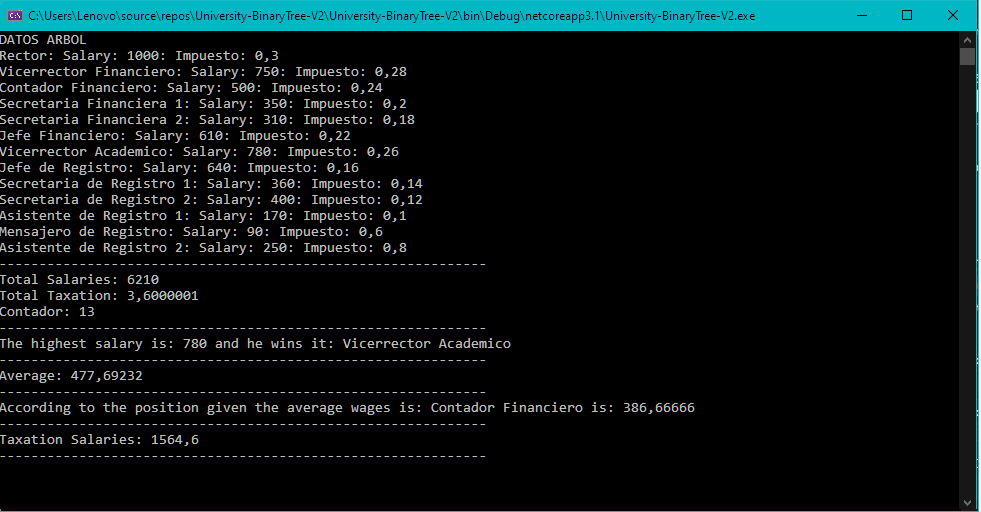 C:\Users\Lenovo\source\repos\University-BinaryTree-V2\University-BinaryTree-V2\bin\Debug\netcoreapp3.1\University-BinaryTree-V2.exe
DATOS ARBOL
Rector: Salary: 1000: Impuesto: 0,3
Vicerrector Financiero: Salary: 750: Impuesto: 0,28
Contador Financiero: Salary: 500: Impuesto: 0,24
Secretaria Financiera 1: Salary: 350: Impuesto: 0,2
Secretaria Financiera 2: Salary: 310: Impuesto: 0,18
Jefe Financiero: Salary: 610: Impuesto: 0,22
Vicerrector Academico: Salary: 780: Impuesto: 0,26
Jefe de Registro: Salary: 640: Impuesto: 0,16
Secretaria de Registro 1: Salary: 360: Impuesto: 0,14
Secretaria de Registro 2: Salary: 400: Impuesto: 0,12
Asistente de Registro 1: Salary: 170: Impuesto: 0,1
Mensajero de Registro: Salary: 90: Impuesto: 0,6
Asistente de Registro 2: Salary: 250: Impuesto: 0,8
-------------------------------------------------------------
Total Salaries: 6210
Total Taxation: 3,6000001
Contador: 13
-------------------------------------------------------------
The highest salary is: 780 and he wins it: Vicerrector Academico
-------------------------------------------------------------
Average: 477,69232
-------------------------------------------------------------
According to the position given the average wages is: Contador Financiero is: 386,66666
-------------------------------------------------------------
Taxation Salaries: 1564,6
-------------------------------------------------------------